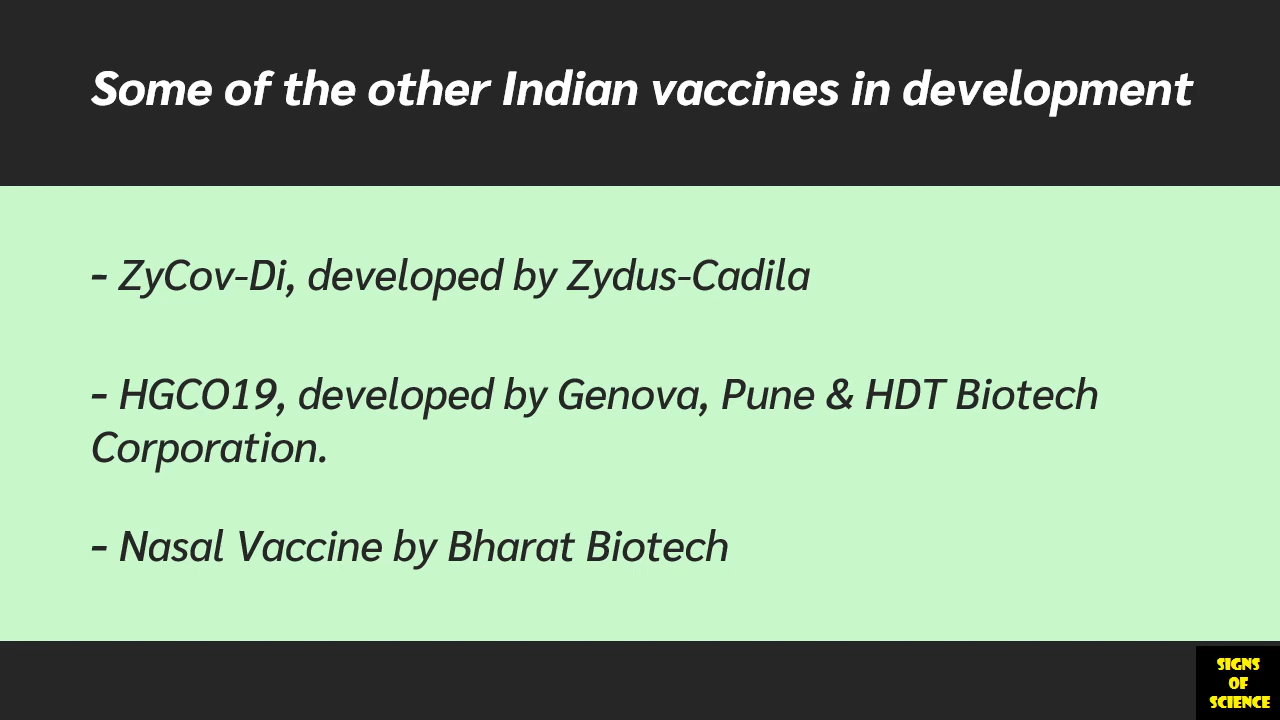 Some of the other Indian vaccines in development
- ZyCov-Di, developed by Zydus-Cadila
- HGCO19, developed by Genova, Pune & HDT Biotech
Corporation.
- Nasal Vaccine by Bharat Biotech
SIGNS
OF
SCIENCE